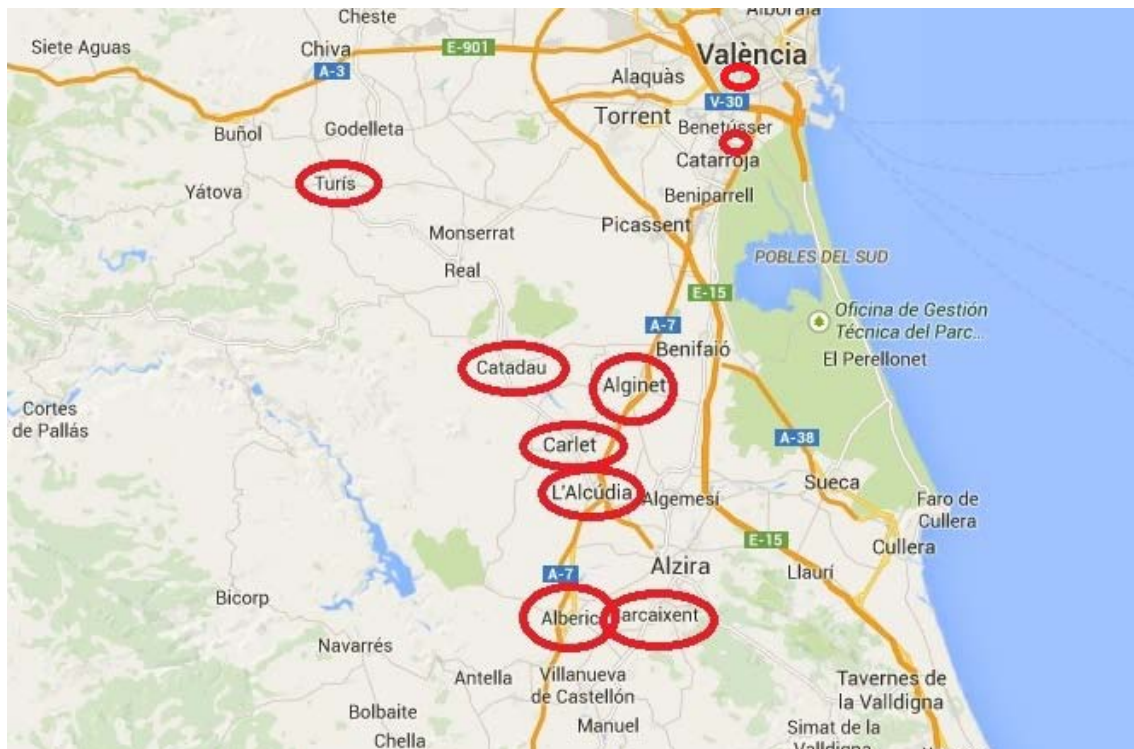 Cheste
Siete Aguas
Chiva
E-901
València
A-3
Alaquàs
V-30
Torrent
Buñol
Godelleta
Benetússer
Catarroja
Turís
Yátova
Beniparrell
Monserrat
Picassent
Real
POBLES DEL SUD
E-15
Oficina de Gestión
Técnica del Parc...
A-7
Benifaió
El Perellonet
Catadau
Alginet
Cortes
de Pallás
Carlet
A-38
L'Alcúdia
Algemesí
Sueca
Faro de
Cullera
E-15
Cullera
Alzira
A-7
Llaurí
Bicorp
Alberic
arcaixent
Navarrés
Antella
Villanueva
de Castellón
Tavernes de
la Valldigna
Bolbaite
Manuel
Simat de la
Chella